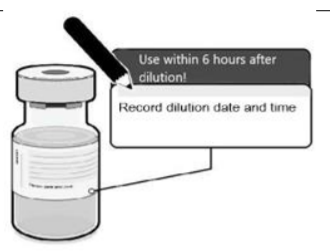 Use within 6 hours after
dilution!
Record dilution date and time